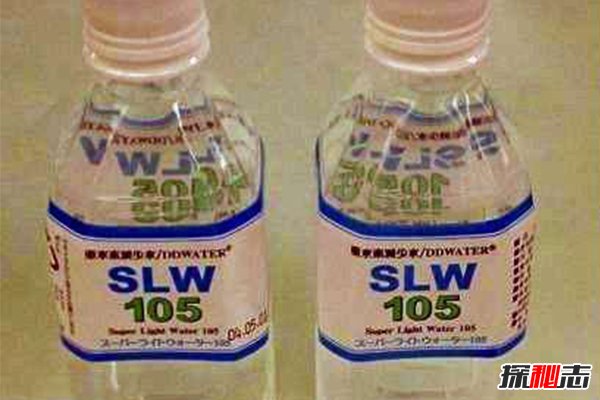 重水素減少水/DDWATER®
SLW
105
04.05.0
Super Light Water 105
スーパーライトウォーター105
重水素減少水/DDWATER®
SLW
105
Super Light Water 105
スーパーライトウォーター105
探秘志